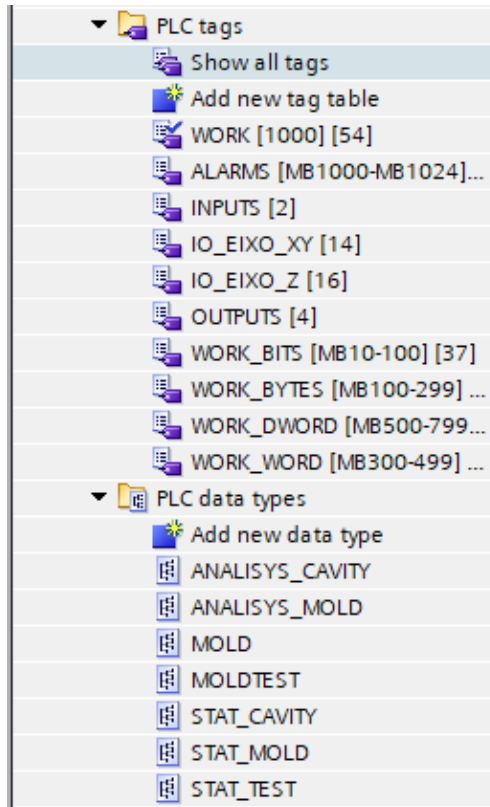 PLC tags
Show all tags
Add new tag table
WORK [1000] [54]
ALARMS [MB1000-MB1024]...
INPUTS [2]
IO_EIXO_XY [14]
IO_EIXO_Z [16]
OUTPUTS [4]
WORK_BITS [MB10-100] [37]
WORK_BYTES [MB100-299] ...
WORK_DWORD [MB500-799...
WORK_WORD [MB300-499] ...
PLC data types
Add new data type
ANALISYS_CAVITY
ANALISYS_MOLD
MOLD
MOLDTEST
STAT_CAVITY
STAT_MOLD
STAT_TEST